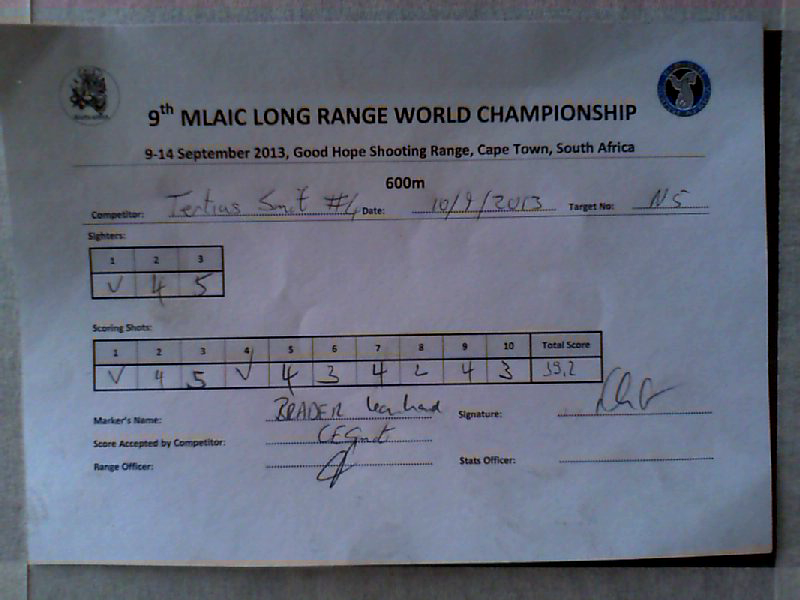 9th MLAIC LONG RANGE WORLD CHAMPIONSHIP
9-14 September 2013, Good Hope Shooting Range, Cape Town, South Africa
600m
Competitor: Tertius Smit #4 Date: 10/9/2013 Target No: N5
Sighters:
1 2 3
V 4 5
Scoring Shots:
1 2 3 4 5 6 7 8 9 10 Total Score
V 4 5 V 4 3 4 2 4 3 39,2
Marker's Name: BRADER Signature:
Score Accepted by Competitor: CESmit
Range Officer: Stats Officer: